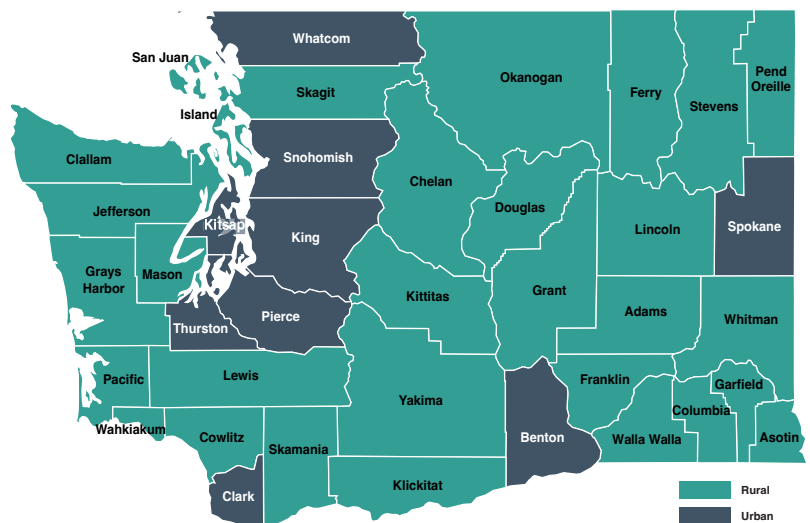 Whatcom
San Juan
Skagit
Okanogan
Ferry
Stevens
Pend
Oreille
Island
Clallam
Snohomish
Chelan
Jefferson
Kitsap
Douglas
King
Lincoln
Spokane
Grays
Harbor
Mason
Kittitas
Grant
Adams
Whitman
Thurston
Pierce
Pacific
Lewis
Yakima
Franklin
Garfield
Columbia
Wahkiakum
Cowlitz
Skamania
Benton
Walla Walla
Asotin
Clark
Klickitat
Rural
Urban